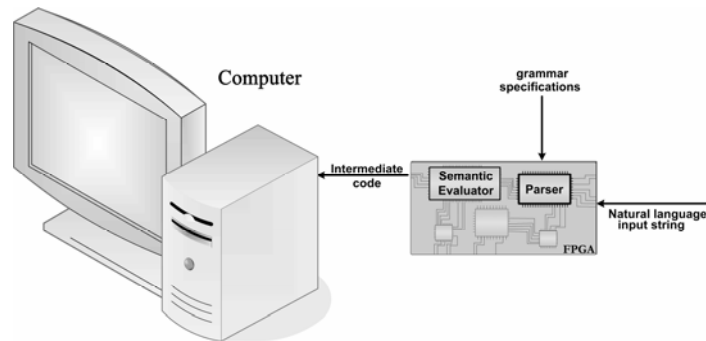 Computer
grammar
specifications
Intermediate
code
Semantic
Evaluator
Parser
Natural language
input string
FPGA